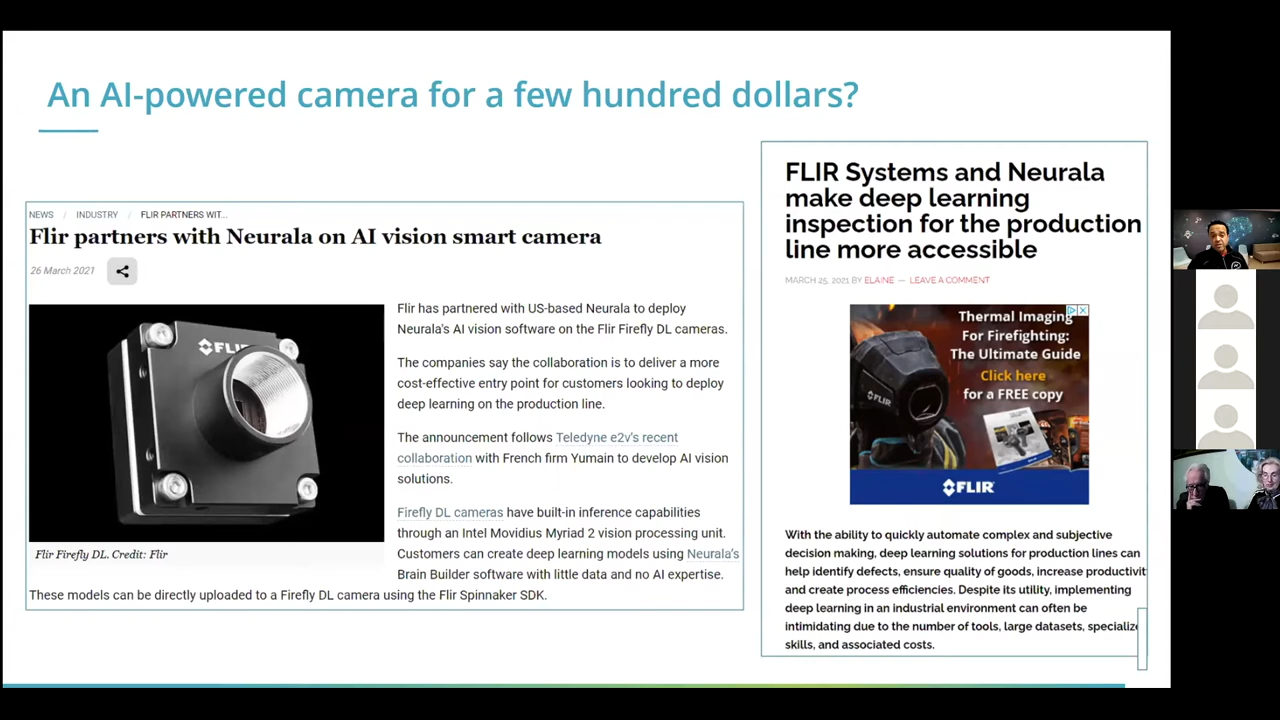 An AI-powered camera for a few hundred dollars?
NEWS / INDUSTRY / FLIR PARTNERS WIT...
Flir partners with Neurala on AI vision smart camera
26 March 2021
FLIR
Flir has partnered with US-based Neurala to deploy
Neurala's AI vision software on the Flir Firefly DL cameras.
The companies say the collaboration is to deliver a more
cost-effective entry point for customers looking to deploy
deep learning on the production line.
The announcement follows Teledyne e2v's recent
collaboration with French firm Yumain to develop AI vision
solutions.
Firefly DL cameras have built-in inference capabilities
through an Intel Movidius Myriad 2 vision processing unit.
Customers can create deep learning models using Neurala's
Brain Builder software with little data and no AI expertise.
These models can be directly uploaded to a Firefly DL camera using the Flir Spinnaker SDK.
Flir Firefly DL. Credit: Flir
FLIR Systems and Neurala
make deep learning
inspection for the production
line more accessible
MARCH 25, 2021 BY ELAINE — LEAVE A COMMENT
Thermal Imaging
For Firefighting:
The Ultimate Guide
Click here
for a FREE copy
FLIR
With the ability to quickly automate complex and subjective
decision making, deep learning solutions for production lines can
help identify defects, ensure quality of goods, increase productivit
and create process efficiencies. Despite its utility, implementing
deep learning in an industrial environment can often be
intimidating due to the number of tools, large datasets, specialize
skills, and associated costs.